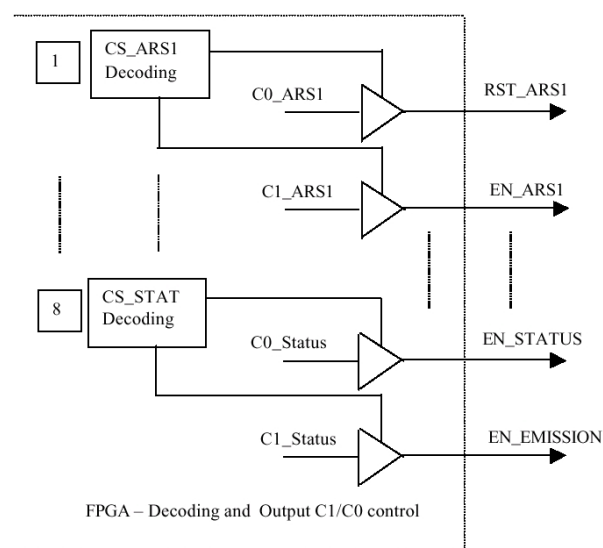 1
CS_ARS1
Decoding
C0_ARS1
RST_ARS1
C1_ARS1
EN_ARS1
8
CS_STAT
Decoding
C0_Status
EN_STATUS
C1_Status
EN_EMISSION
FPGA – Decoding and Output C1/C0 control